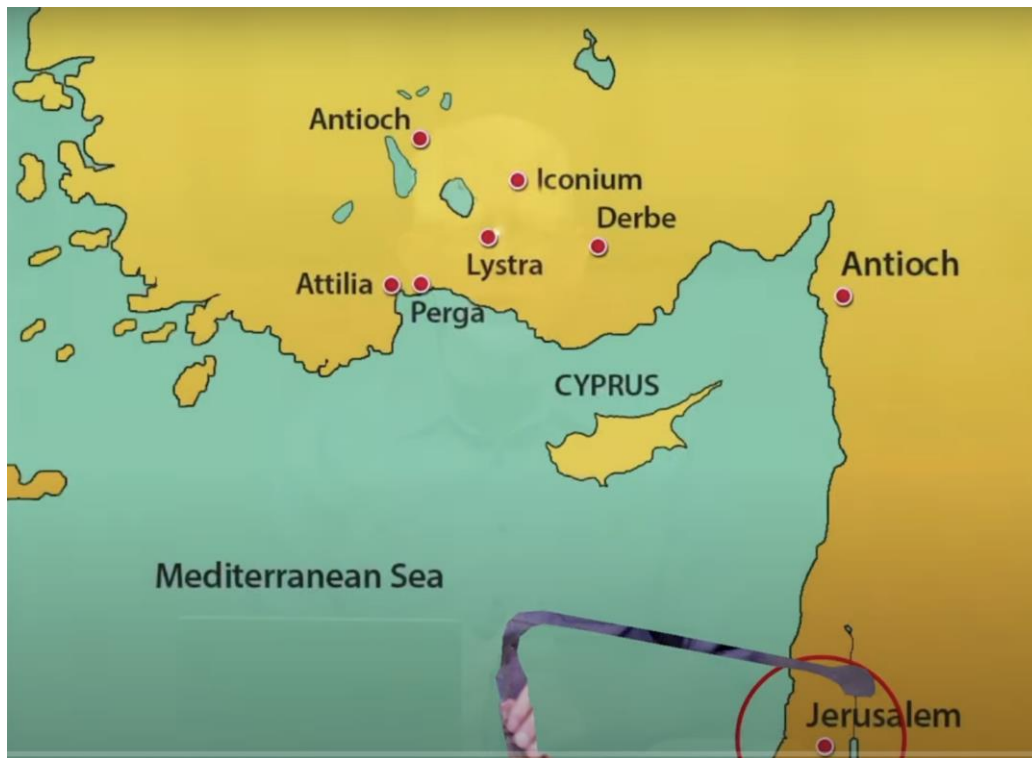 Antioch
Iconium
Derbe
Lystra
Antioch
Attilia
Perga
CYPRUS
Mediterranean Sea
Jerusalem